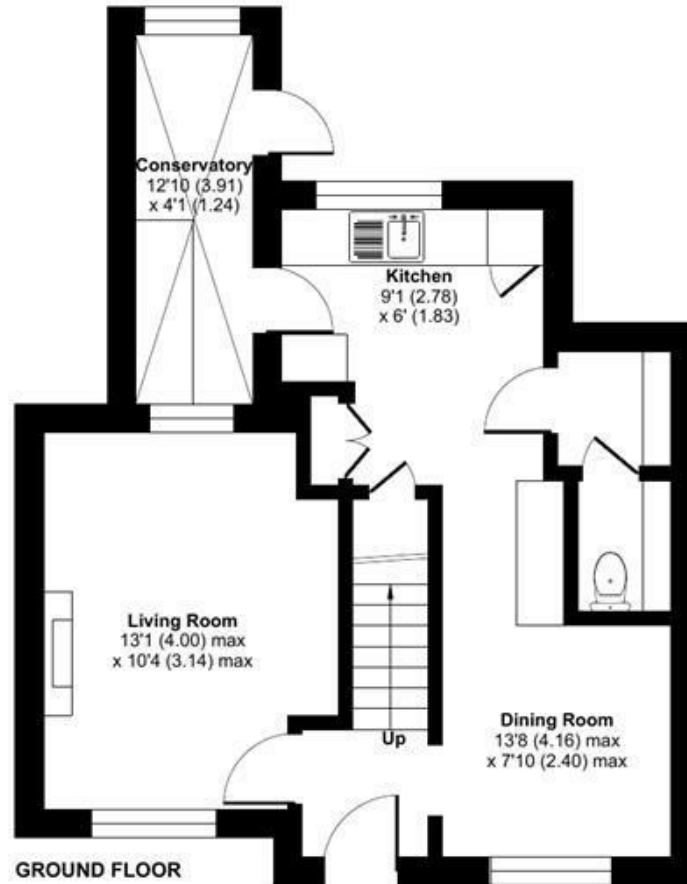 Conservatory
12'10 (3.91)
x 4'1 (1.24)
Kitchen
9'1 (2.78)
x 6' (1.83)
Living Room
13'1 (4.00) max
x 10'4 (3.14) max
Up
Dining Room
13'8 (4.16) max
x 7'10 (2.40) max
GROUND FLOOR